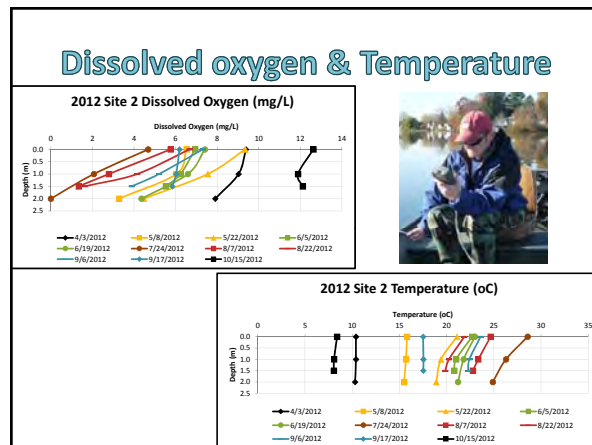 Dissolved oxygen & Temperature
2012 Site 2 Dissolved Oxygen (mg/L)
Dissolved Oxygen (mg/L)
0 2 4 6 8 10 12 14
0.0
0.5
1.0
1.5
2.0
2.5
Depth (m)
4/3/2012 5/8/2012 5/22/2012 6/5/2012
6/19/2012 7/24/2012 8/7/2012 8/22/2012
9/6/2012 9/17/2012 10/15/2012
2012 Site 2 Temperature (oC)
Temperature (oC)
0 5 10 15 20 25 30 35
0.0
0.5
1.0
1.5
2.0
2.5
Depth (m)
4/3/2012 5/8/2012 5/22/2012 6/5/2012
6/19/2012 7/24/2012 8/7/2012 8/22/2012
9/6/2012 9/17/2012 10/15/2012